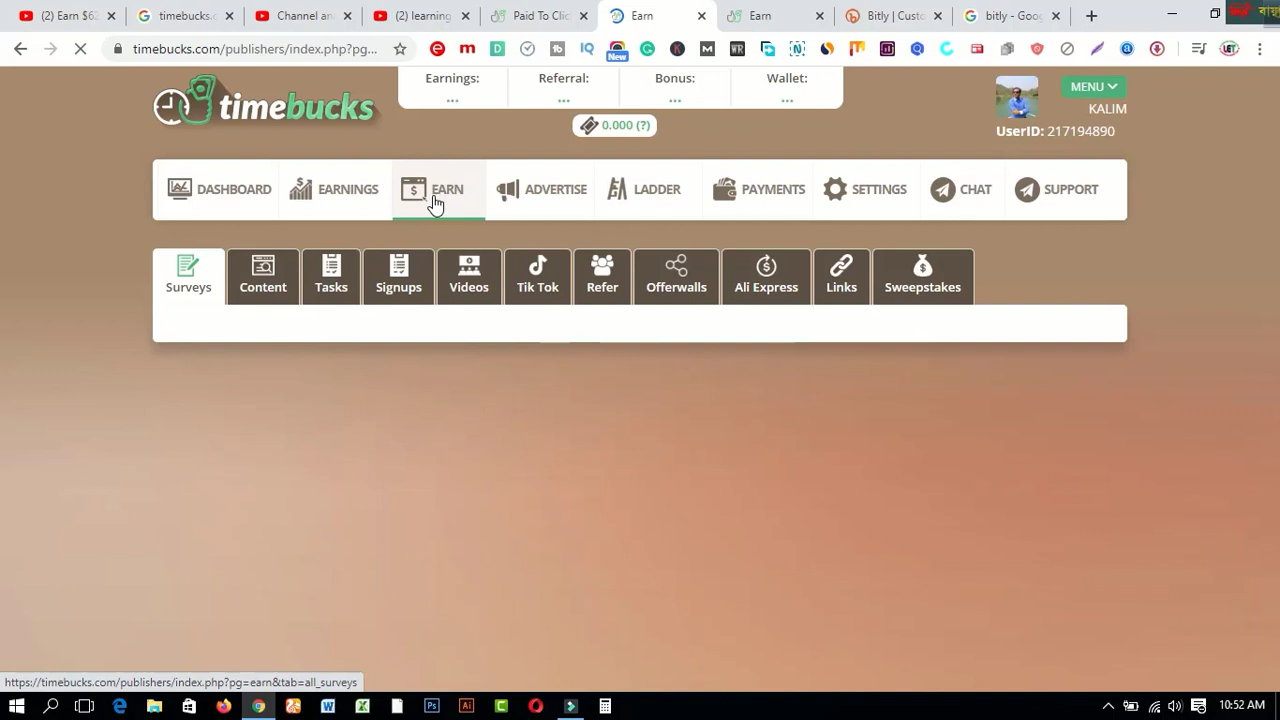 (2) Earn $62
timebucks.c
Channel an
(2) learning
Paid To Clic
Earn
Earn
Bitly | Custo
bitly - Goog
timebucks.com/publishers/index.php?pg...
New
timebucks
Earnings:
...
Referral:
...
Bonus:
...
Wallet:
...
0.000 (?)
MENU
KALIM
UserID: 217194890
DASHBOARD
EARNINGS
EARN
ADVERTISE
LADDER
PAYMENTS
SETTINGS
CHAT
SUPPORT
Surveys
Content
Tasks
Signups
Videos
Tik Tok
Refer
Offerwalls
Ali Express
Links
Sweepstakes
https://timebucks.com/publishers/index.php?pg=earn&tab=all_surveys
10:52 AM